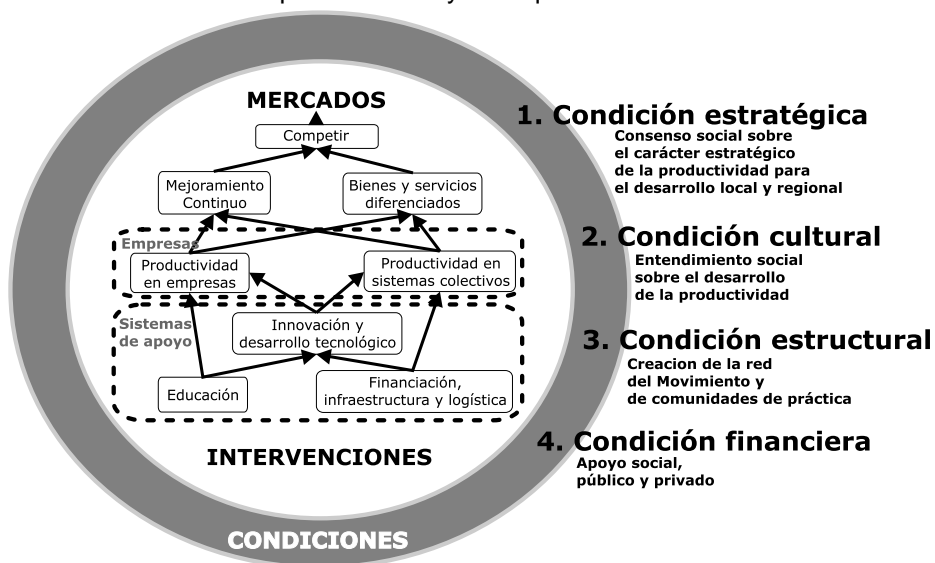 MERCADOS
Competir
Mejoramiento
Continuo
Bienes y servicios
diferenciados
Empresas
Productividad
en empresas
Productividad en
sistemas colectivos
Sistemas
de apoyo
Innovación y
desarrollo tecnológico
Educación
Financiación,
infraestructura y logística
INTERVENCIONES
CONDICIONES
1. Condición estratégica
Consenso social sobre
el carácter estratégico
de la productividad para
el desarrollo local y regional
2. Condición cultural
Entendimiento social
sobre el desarrollo
de la productividad
3. Condición estructural
Creacion de la red
del Movimiento y
de comunidades de práctica
4. Condición financiera
Apoyo social,
público y privado